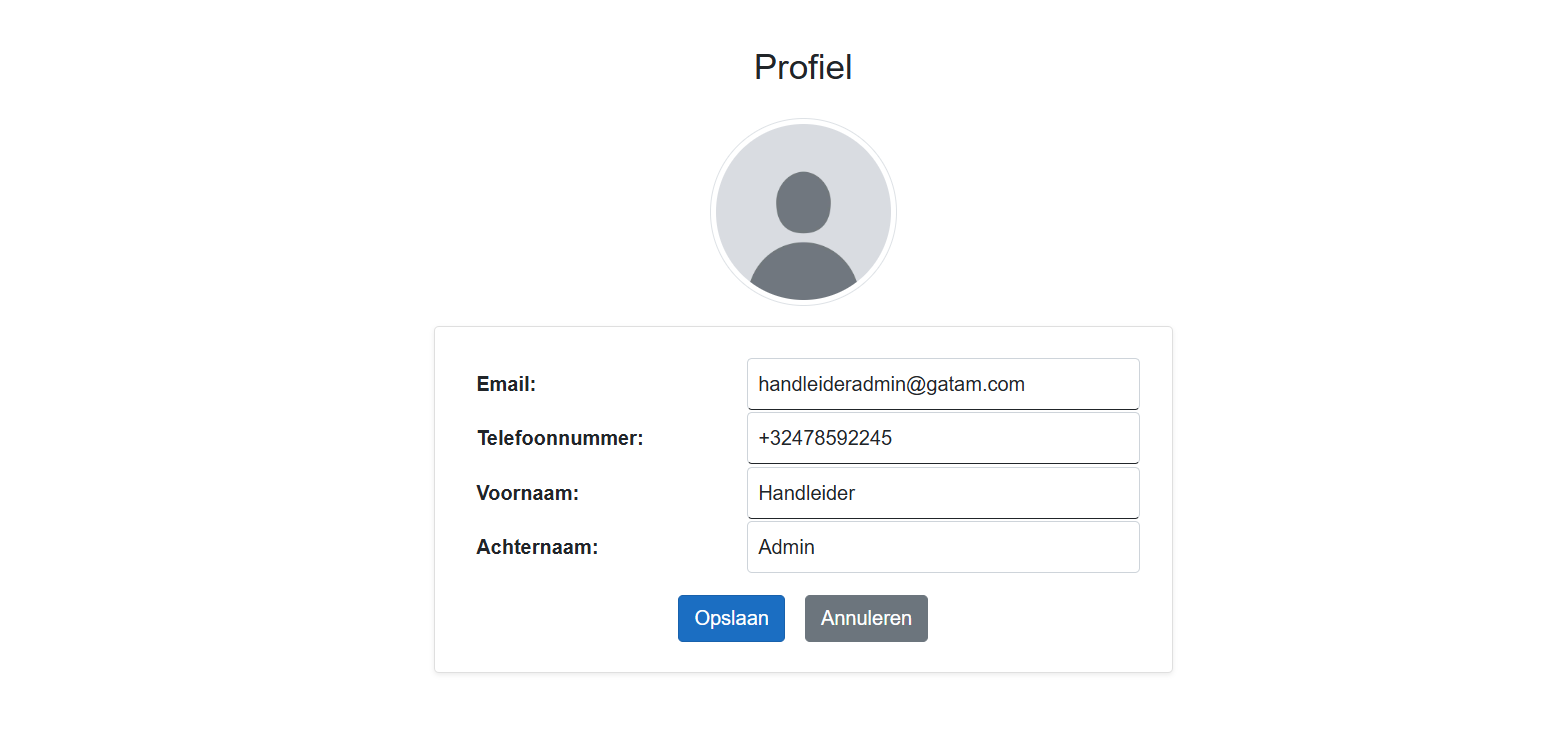 Profiel
Email: handleideradmin@gatam.com
Telefoonnummer: +32478592245
Voornaam: Handleider
Achternaam: Admin
Opslaan Annuleren